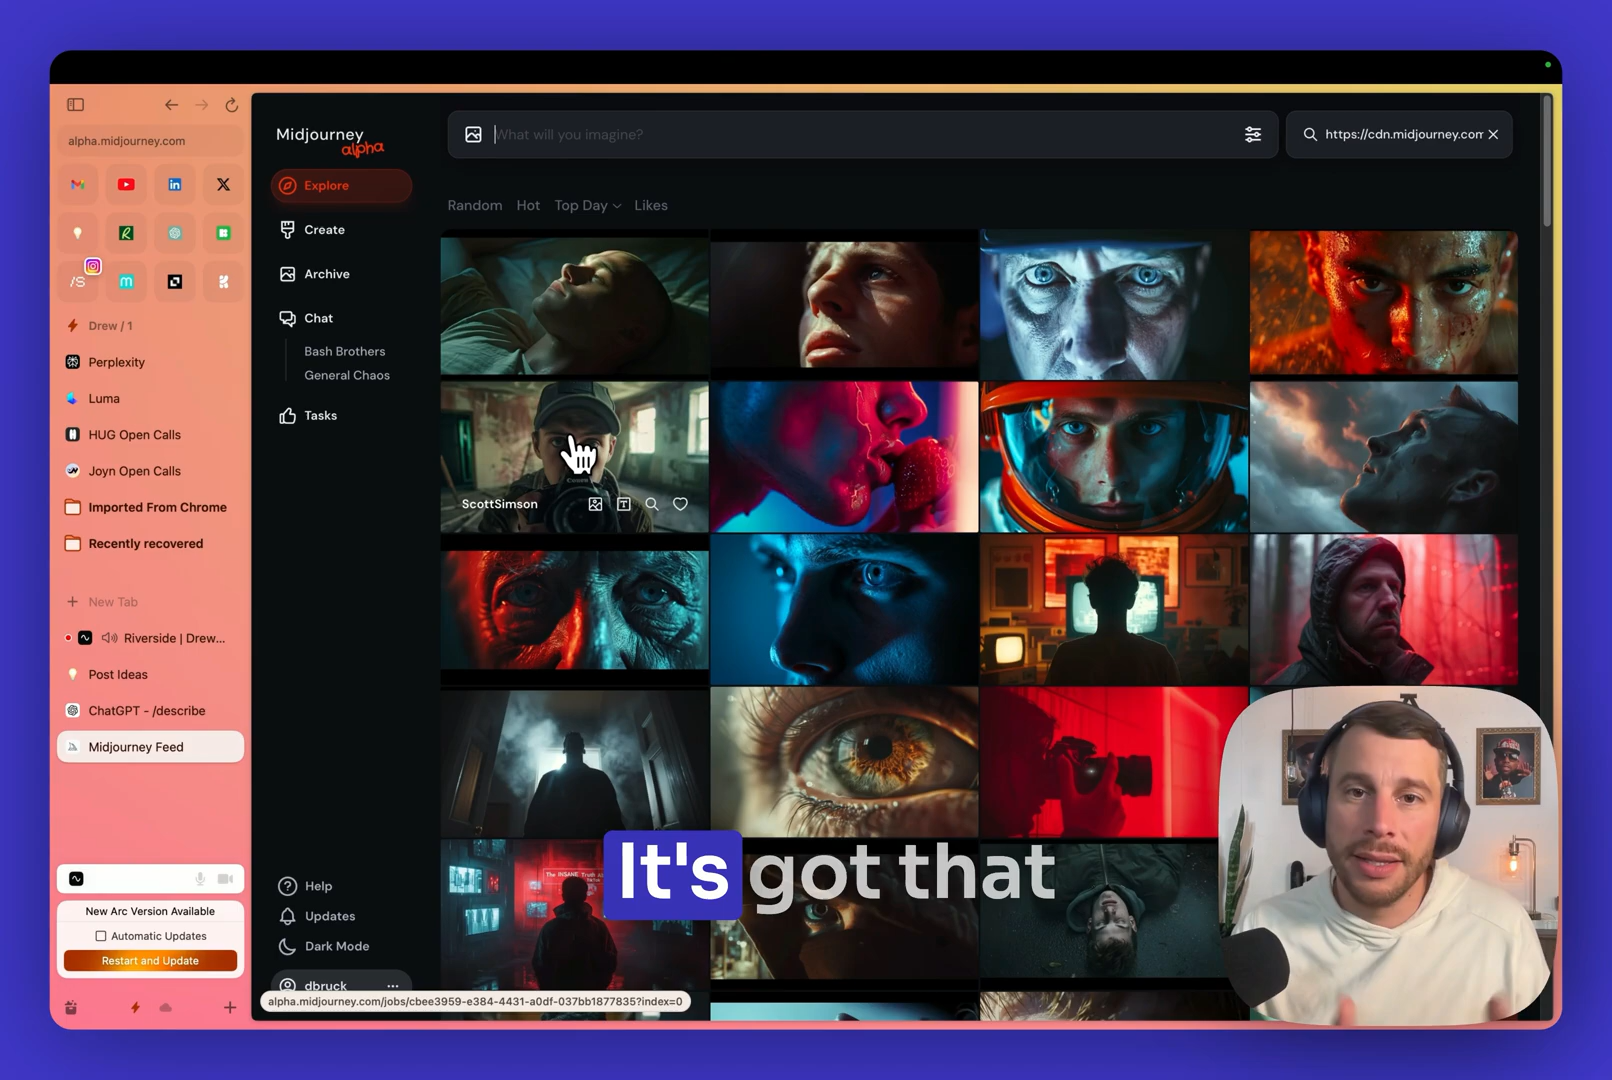 alpha.midjourney.com
Drew / 1
Perplexity
Luma
HUG Open Calls
Joyn Open Calls
Imported From Chrome
Recently recovered
New Tab
Riverside | Drew...
Post Ideas
ChatGPT - /describe
Midjourney Feed
New Arc Version Available
Automatic Updates
Restart and Update
Midjourney
alpha
Explore
Create
Archive
Chat
Bash Brothers
General Chaos
Tasks
Help
Updates
Dark Mode
dbruck
alpha.midjourney.com/jobs/cbee3959-e384-4431-a0df-037bb1877835?index=0
What will you imagine?
https://cdn.midjourney.com
Random Hot Top Day Likes
ScottSimson
The INSANE Truth
It's got that